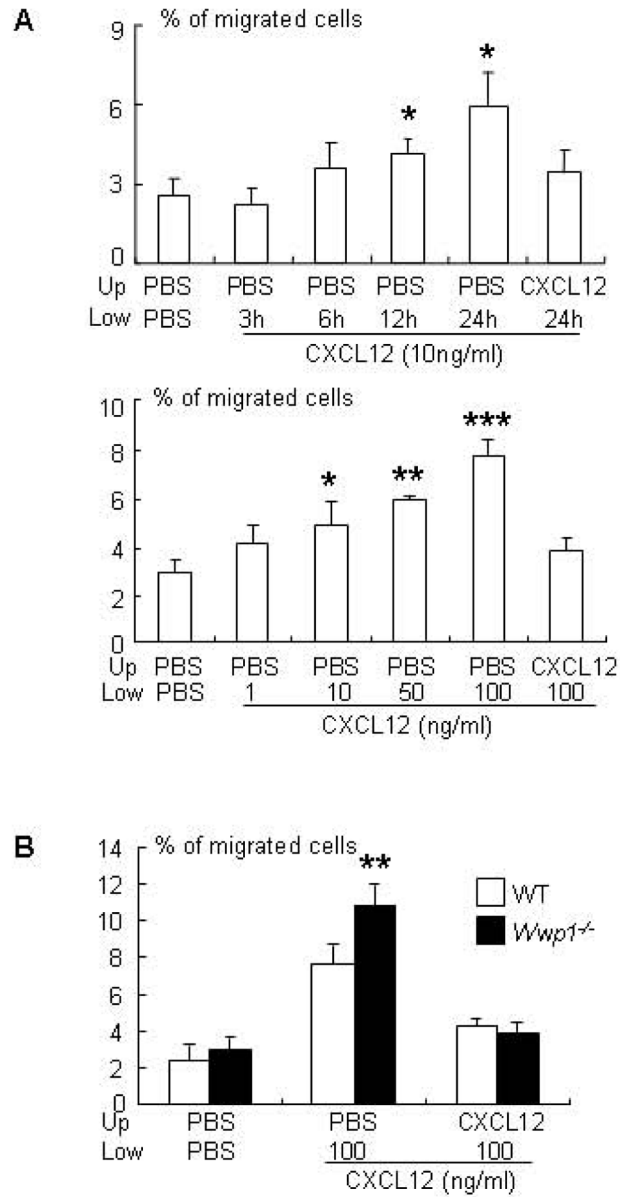 A
% of migrated cells
9
6
3
0
*
*
Up PBS PBS PBS PBS PBS CXCL12
Low PBS 3h 6h 12h 24h 24h
CXCL12 (10ng/ml)
% of migrated cells
10
8
6
4
2
0
*
**
***
Up PBS PBS PBS PBS PBS CXCL12
Low PBS 1 10 50 100 100
CXCL12 (ng/ml)
B
% of migrated cells
14
12
10
8
6
4
2
0
**
WT
Wwp1-/-
Up PBS PBS CXCL12
Low PBS 100 100
CXCL12 (ng/ml)